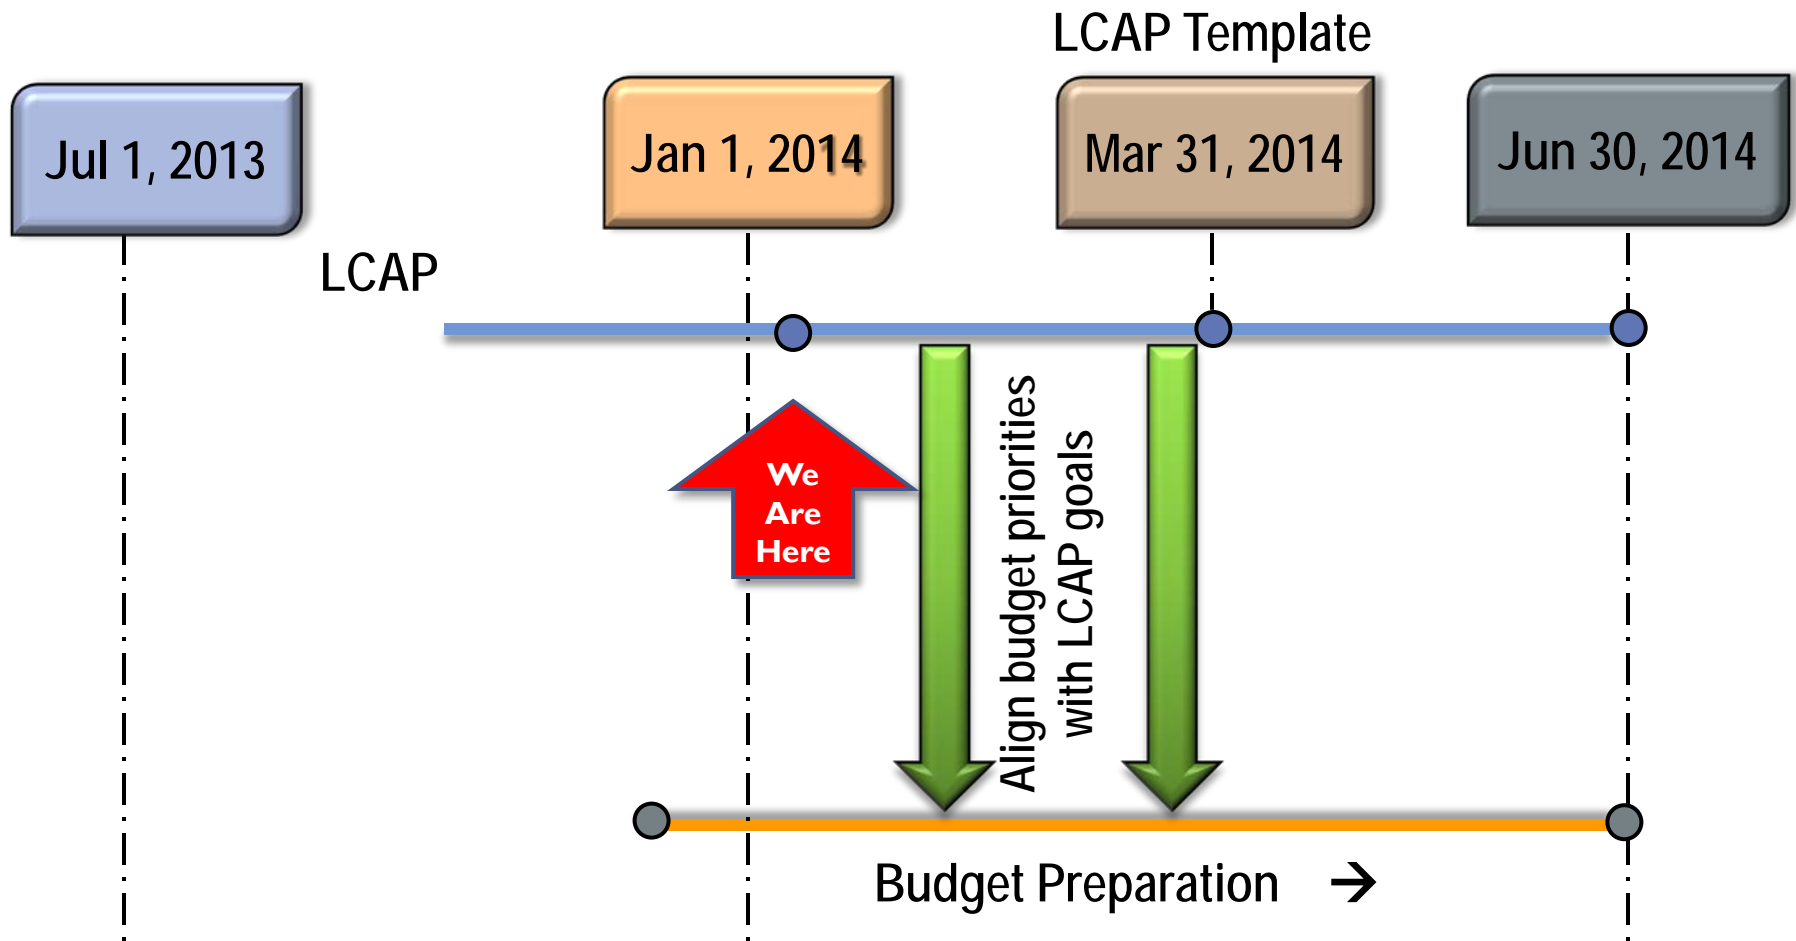 LCAP Template
Jul 1, 2013
Jan 1, 2014
Mar 31, 2014
Jun 30, 2014
LCAP
We
Are
Here
Align budget priorities
with LCAP goals
Budget Preparation →